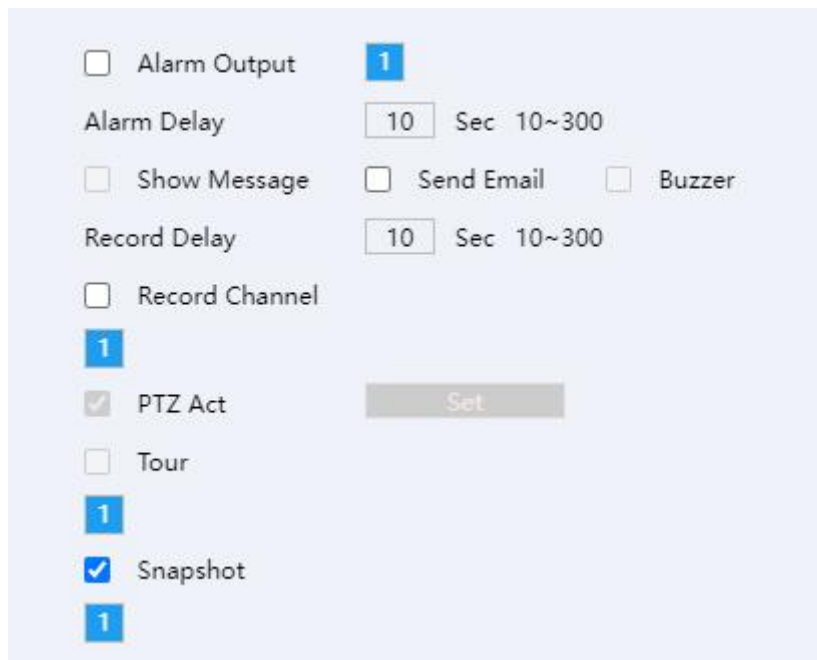 Alarm Output 1
Alarm Delay 10 Sec 10~300
Show Message Send Email Buzzer
Record Delay 10 Sec 10~300
Record Channel
1
PTZ Act Set
Tour
1
Snapshot
1